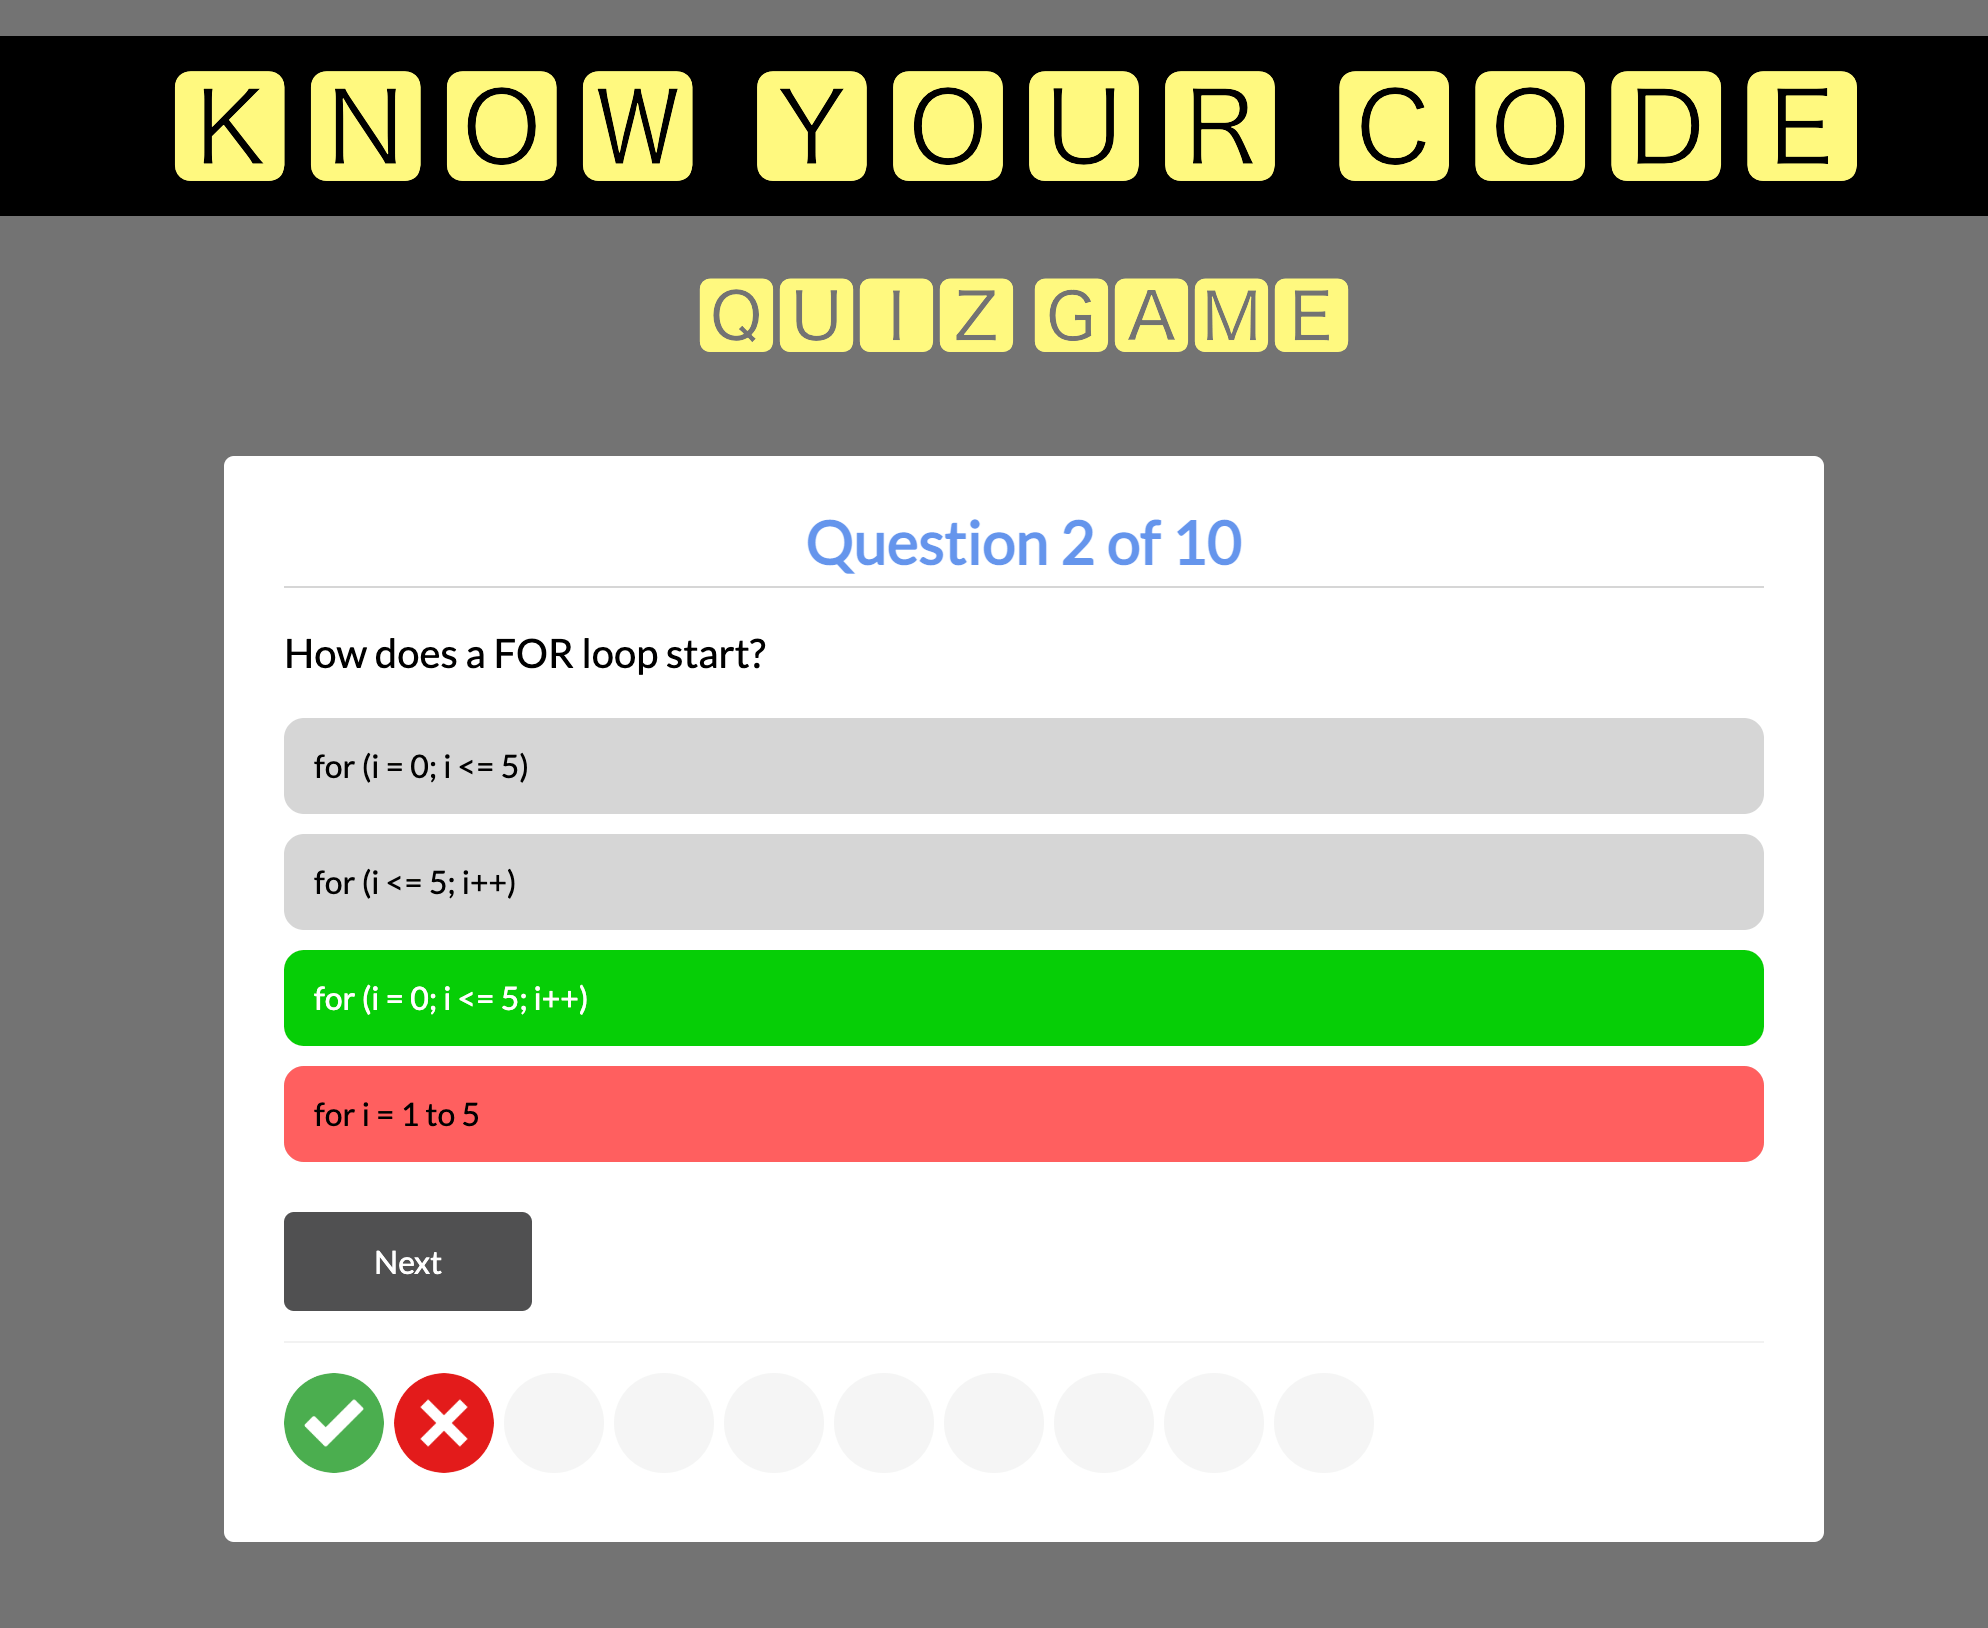 KNOW YOUR CODE
QUIZ GAME
Question 2 of 10
How does a FOR loop start?
for (i = 0; i <= 5)
for (i <= 5; i++)
for (i = 0; i <= 5; i++)
for i = 1 to 5
Next